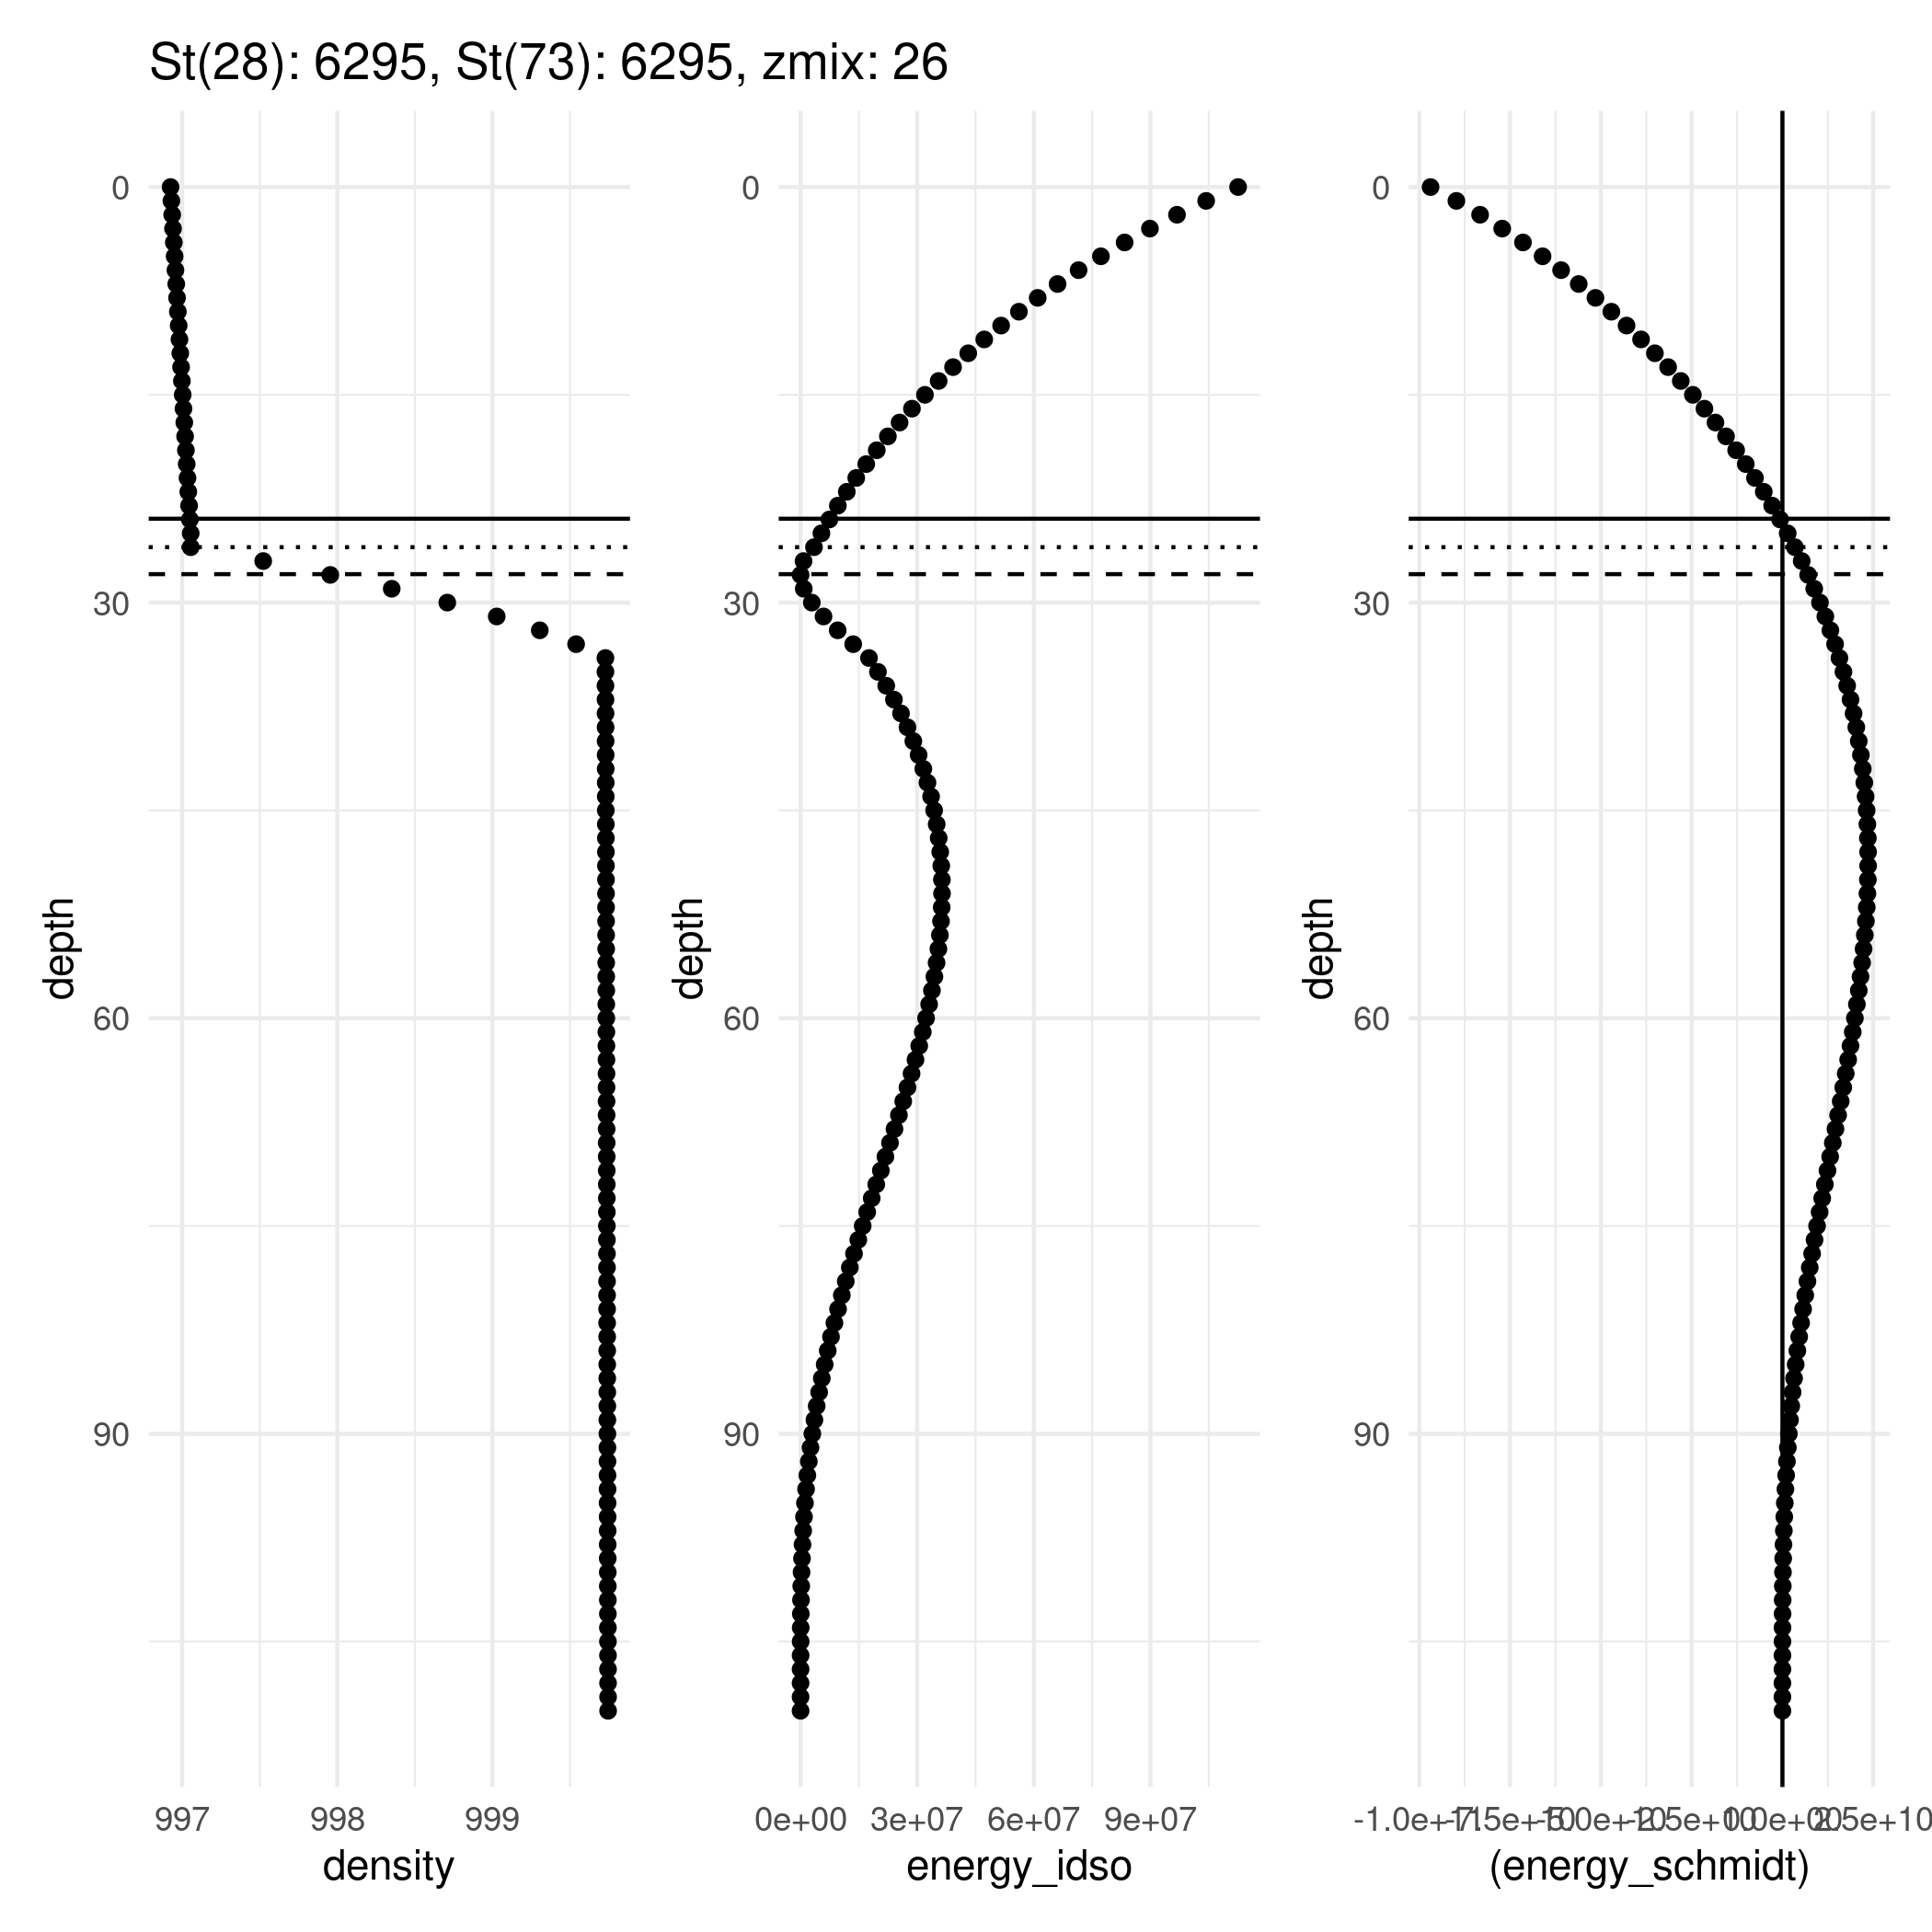 St(28): 6295, St(73): 6295, zmix: 26
0
30
60
90
depth
997 998 999
density
0
30
60
90
depth
0e+00 3e+07 6e+07 9e+07
energy_idso
0
30
60
90
depth
(energy_schmidt)